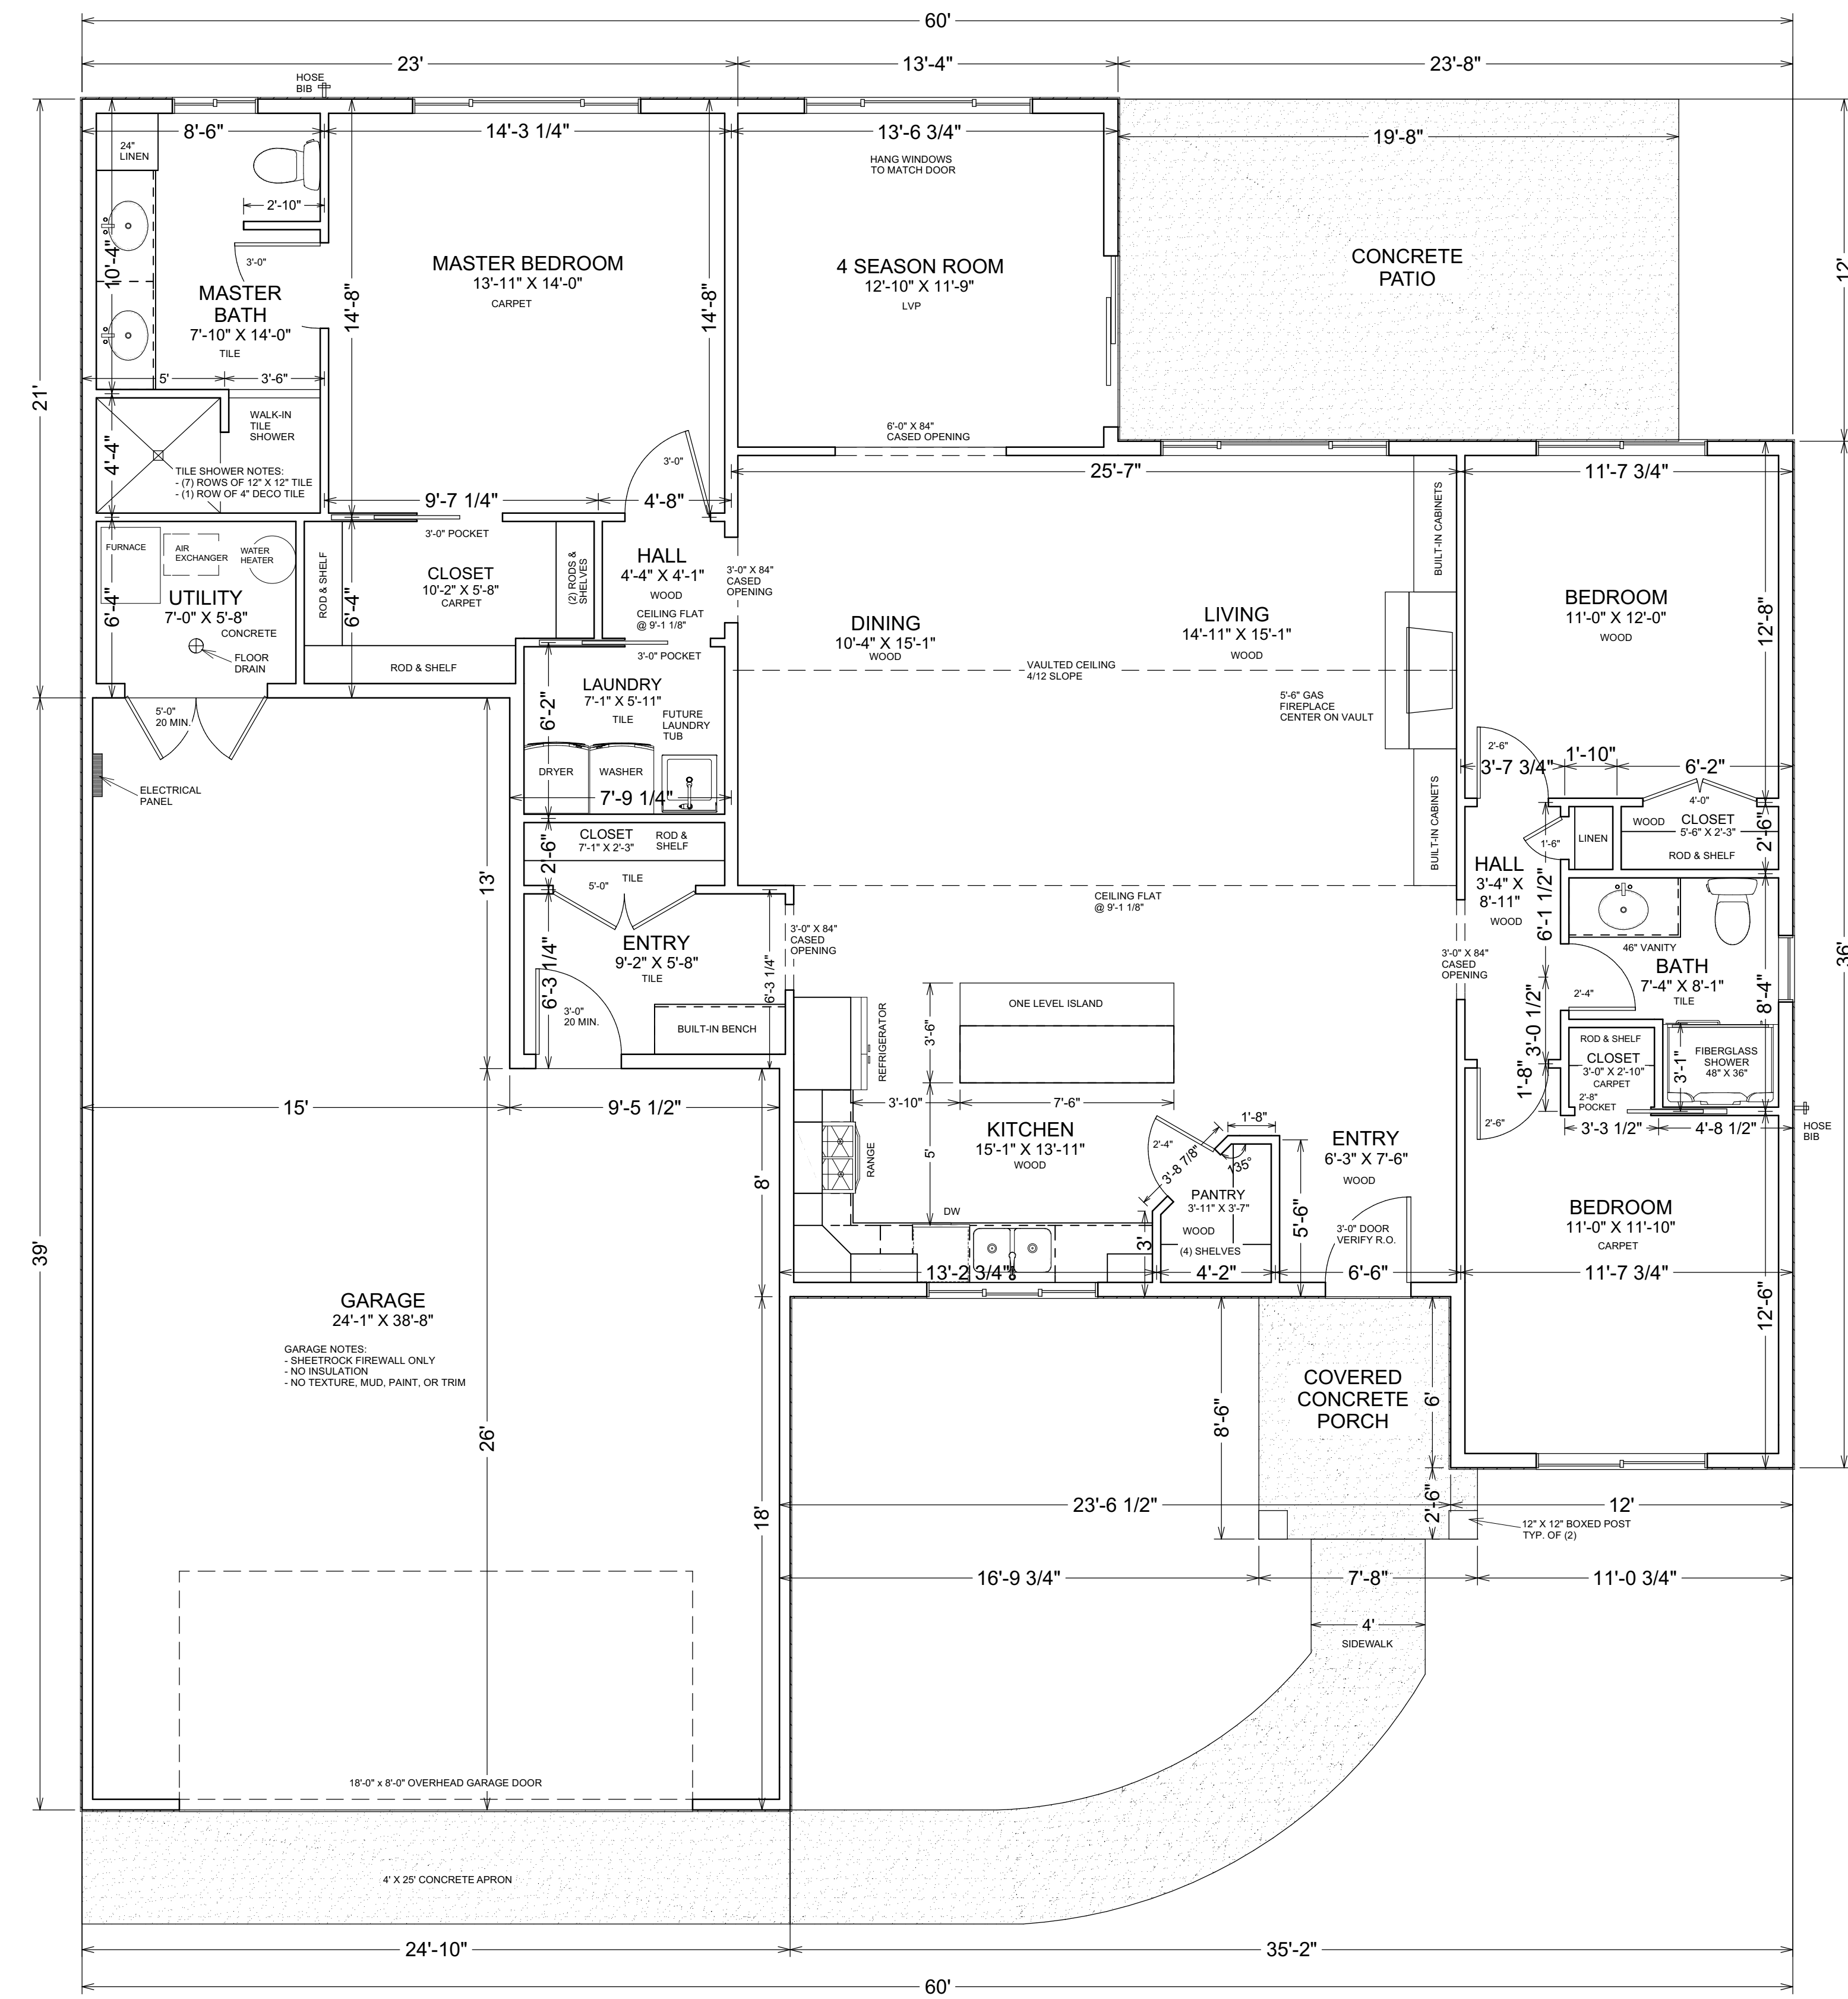 60'
23'
13'-4"
23'-8"
HOSE
BIB
8'-6"
14'-3 1/4"
13'-6 3/4"
19'-8"
24"
LINEN
HANG WINDOWS
TO MATCH DOOR
2'-10"
10'-4"
3'-0"
MASTER
BATH
7'-10" X 14'-0"
TILE
14'-8"
MASTER BEDROOM
13'-11" X 14'-0"
CARPET
14'-8"
4 SEASON ROOM
12'-10" X 11'-9"
LVP
CONCRETE
PATIO
12'
21'
5'
3'-6"
WALK-IN
TILE
SHOWER
4'-4"
TILE SHOWER NOTES:
- (7) ROWS OF 12" X 12" TILE
- (1) ROW OF 4" DECO TILE
6'-0" X 84"
CASED OPENING
3'-0"
9'-7 1/4"
4'-8"
25'-7"
11'-7 3/4"
3'-0" POCKET
FURNACE
AIR
EXCHANGER
WATER
HEATER
6'-4"
UTILITY
7'-0" X 5'-8"
CONCRETE
FLOOR
DRAIN
ROD & SHELF
6'-4"
CLOSET
10'-2" X 5'-8"
CARPET
(2) RODS &
SHELVES
ROD & SHELF
HALL
4'-4" X 4'-1"
WOOD
CEILING FLAT
@ 9'-1 1/8"
3'-0" X 84"
CASED
OPENING
3'-0" POCKET
DINING
10'-4" X 15'-1"
WOOD
LIVING
14'-11" X 15'-1"
WOOD
BUILT-IN CABINETS
VAULTED CEILING
4/12 SLOPE
5'-6" GAS
FIREPLACE
CENTER ON VAULT
BUILT-IN CABINETS
BEDROOM
11'-0" X 12'-0"
WOOD
12'-8"
5'-0"
20 MIN.
ELECTRICAL
PANEL
LAUNDRY
7'-1" X 5'-11"
TILE
6'-2"
FUTURE
LAUNDRY
TUB
DRYER
WASHER
7'-9 1/4"
2'-6"
3'-7 3/4"
1'-10"
6'-2"
4'-0"
WOOD
CLOSET
5'-6" X 2'-3"
ROD & SHELF
2'-6"
LINEN
1'-6"
CLOSET
7'-1" X 2'-3"
ROD &
SHELF
2'-6"
TILE
5'-0"
13'
CEILING FLAT
@ 9'-1 1/8"
HALL
3'-4" X
8'-11"
WOOD
6'-1 1/2"
46" VANITY
BATH
7'-4" X 8'-1"
TILE
2'-4"
8'-4"
36'
3'-0" X 84"
CASED
OPENING
ENTRY
9'-2" X 5'-8"
TILE
6'-3 1/4"
3'-0"
20 MIN.
BUILT-IN BENCH
6'-3 1/4"
3'-0" X 84"
CASED
OPENING
REFRIGERATOR
3'-6"
ONE LEVEL ISLAND
3'-0 1/2"
ROD & SHELF
CLOSET
3'-0" X 2'-10"
CARPET
2'-8"
POCKET
3'-1"
FIBERGLASS
SHOWER
48" X 36"
1'-8"
2'-6"
3'-3 1/2"
4'-8 1/2"
HOSE
BIB
15'
9'-5 1/2"
3'-10"
7'-6"
KITCHEN
15'-1" X 13'-11"
WOOD
RANGE
5'
DW
8'
2'-4"
3'-8 7/8"
1'-8"
135°
PANTRY
3'-11" X 3'-7"
WOOD
(4) SHELVES
3'
5'-6"
ENTRY
6'-3" X 7'-6"
WOOD
3'-0" DOOR
VERIFY R.O.
BEDROOM
11'-0" X 11'-10"
CARPET
13'-2 3/4"
4'-2"
6'-6"
11'-7 3/4"
12'-6"
39'
GARAGE
24'-1" X 38'-8"
GARAGE NOTES:
- SHEETROCK FIREWALL ONLY
- NO INSULATION
- NO TEXTURE, MUD, PAINT, OR TRIM
26'
18'
8'-6"
COVERED
CONCRETE
PORCH
6'
2'-6"
23'-6 1/2"
12'
12" X 12" BOXED POST
TYP. OF (2)
16'-9 3/4"
7'-8"
11'-0 3/4"
4'
SIDEWALK
18'-0" x 8'-0" OVERHEAD GARAGE DOOR
4' X 25' CONCRETE APRON
24'-10"
35'-2"
60'